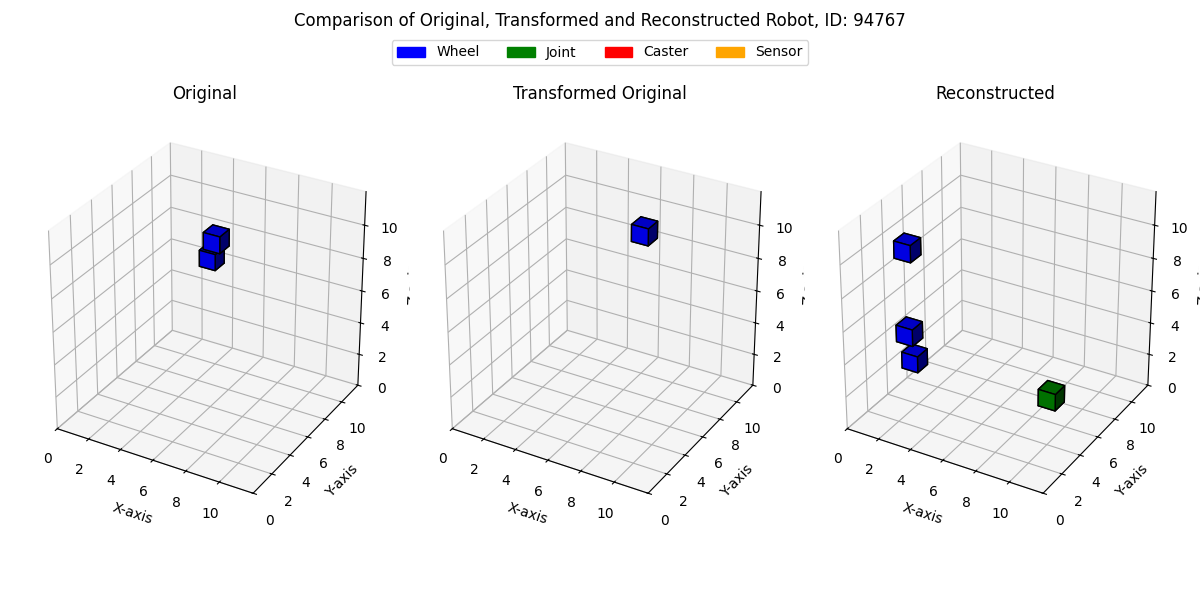 Comparison of Original, Transformed and Reconstructed Robot, ID: 94767
Wheel Joint Caster Sensor
Original Transformed Original Reconstructed
10
8
6
4
2
0
0 2 4 6 8 10
X-axis
0 2 4 6 8 10
Y-axis
10
8
6
4
2
0
0 2 4 6 8 10
X-axis
0 2 4 6 8 10
Y-axis
10
8
6
4
2
0
0 2 4 6 8 10
X-axis
0 2 4 6 8 10
Y-axis